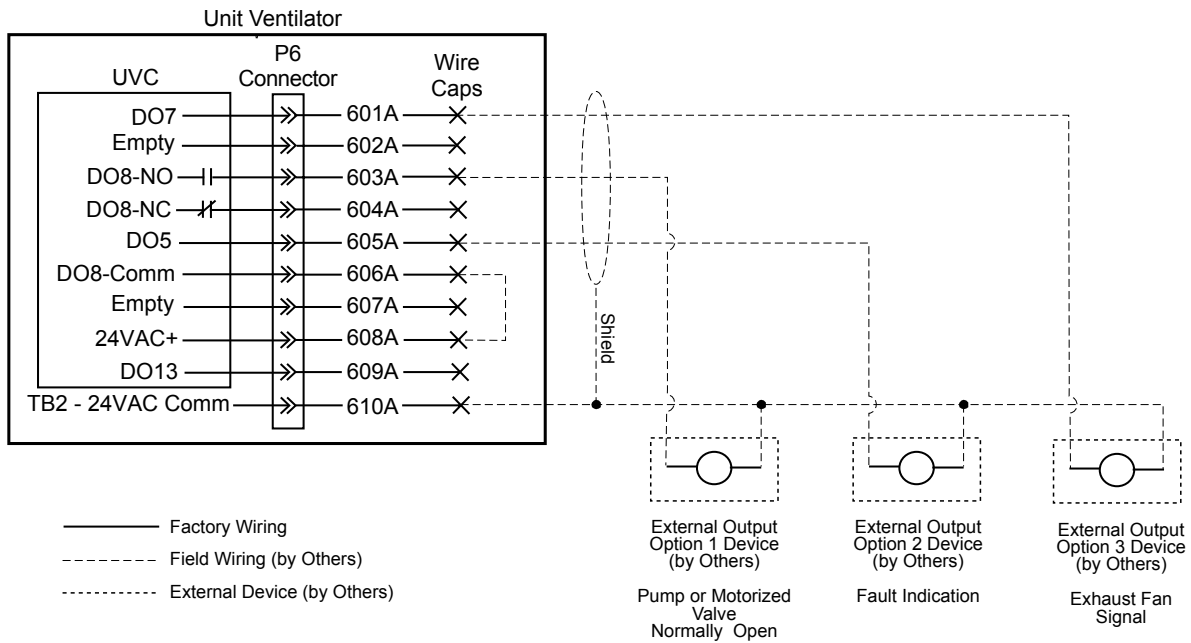 Unit Ventilator
P6
Connector
Wire
Caps
UVC
DO7 601A
Empty 602A
DO8-NO 603A
DO8-NC 604A
DO5 605A
DO8-Comm 606A
Empty 607A
24VAC+ 608A
DO13 609A
TB2 - 24VAC Comm 610A
Shield
Factory Wiring
Field Wiring (by Others)
External Device (by Others)
External Output
Option 1 Device
(by Others)
Pump or Motorized
Valve
Normally Open
External Output
Option 2 Device
(by Others)
Fault Indication
External Output
Option 3 Device
(by Others)
Exhaust Fan
Signal